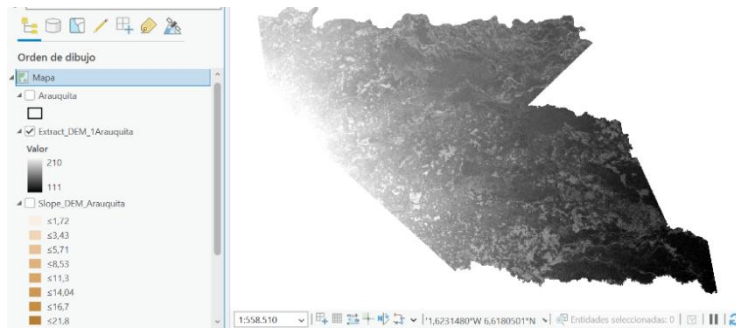 Orden de dibujo
Mapa
Arauquita
Extract_DEM_1Arauquita
Valor
210
111
Slope_DEM_Arauquita
≤1,72
≤3,43
≤5,71
≤8,53
≤11,3
≤14,04
≤16,7
≤21,8
1:558.510
1,6231480°W 6,6180501°N
Entidades seleccionadas: 0